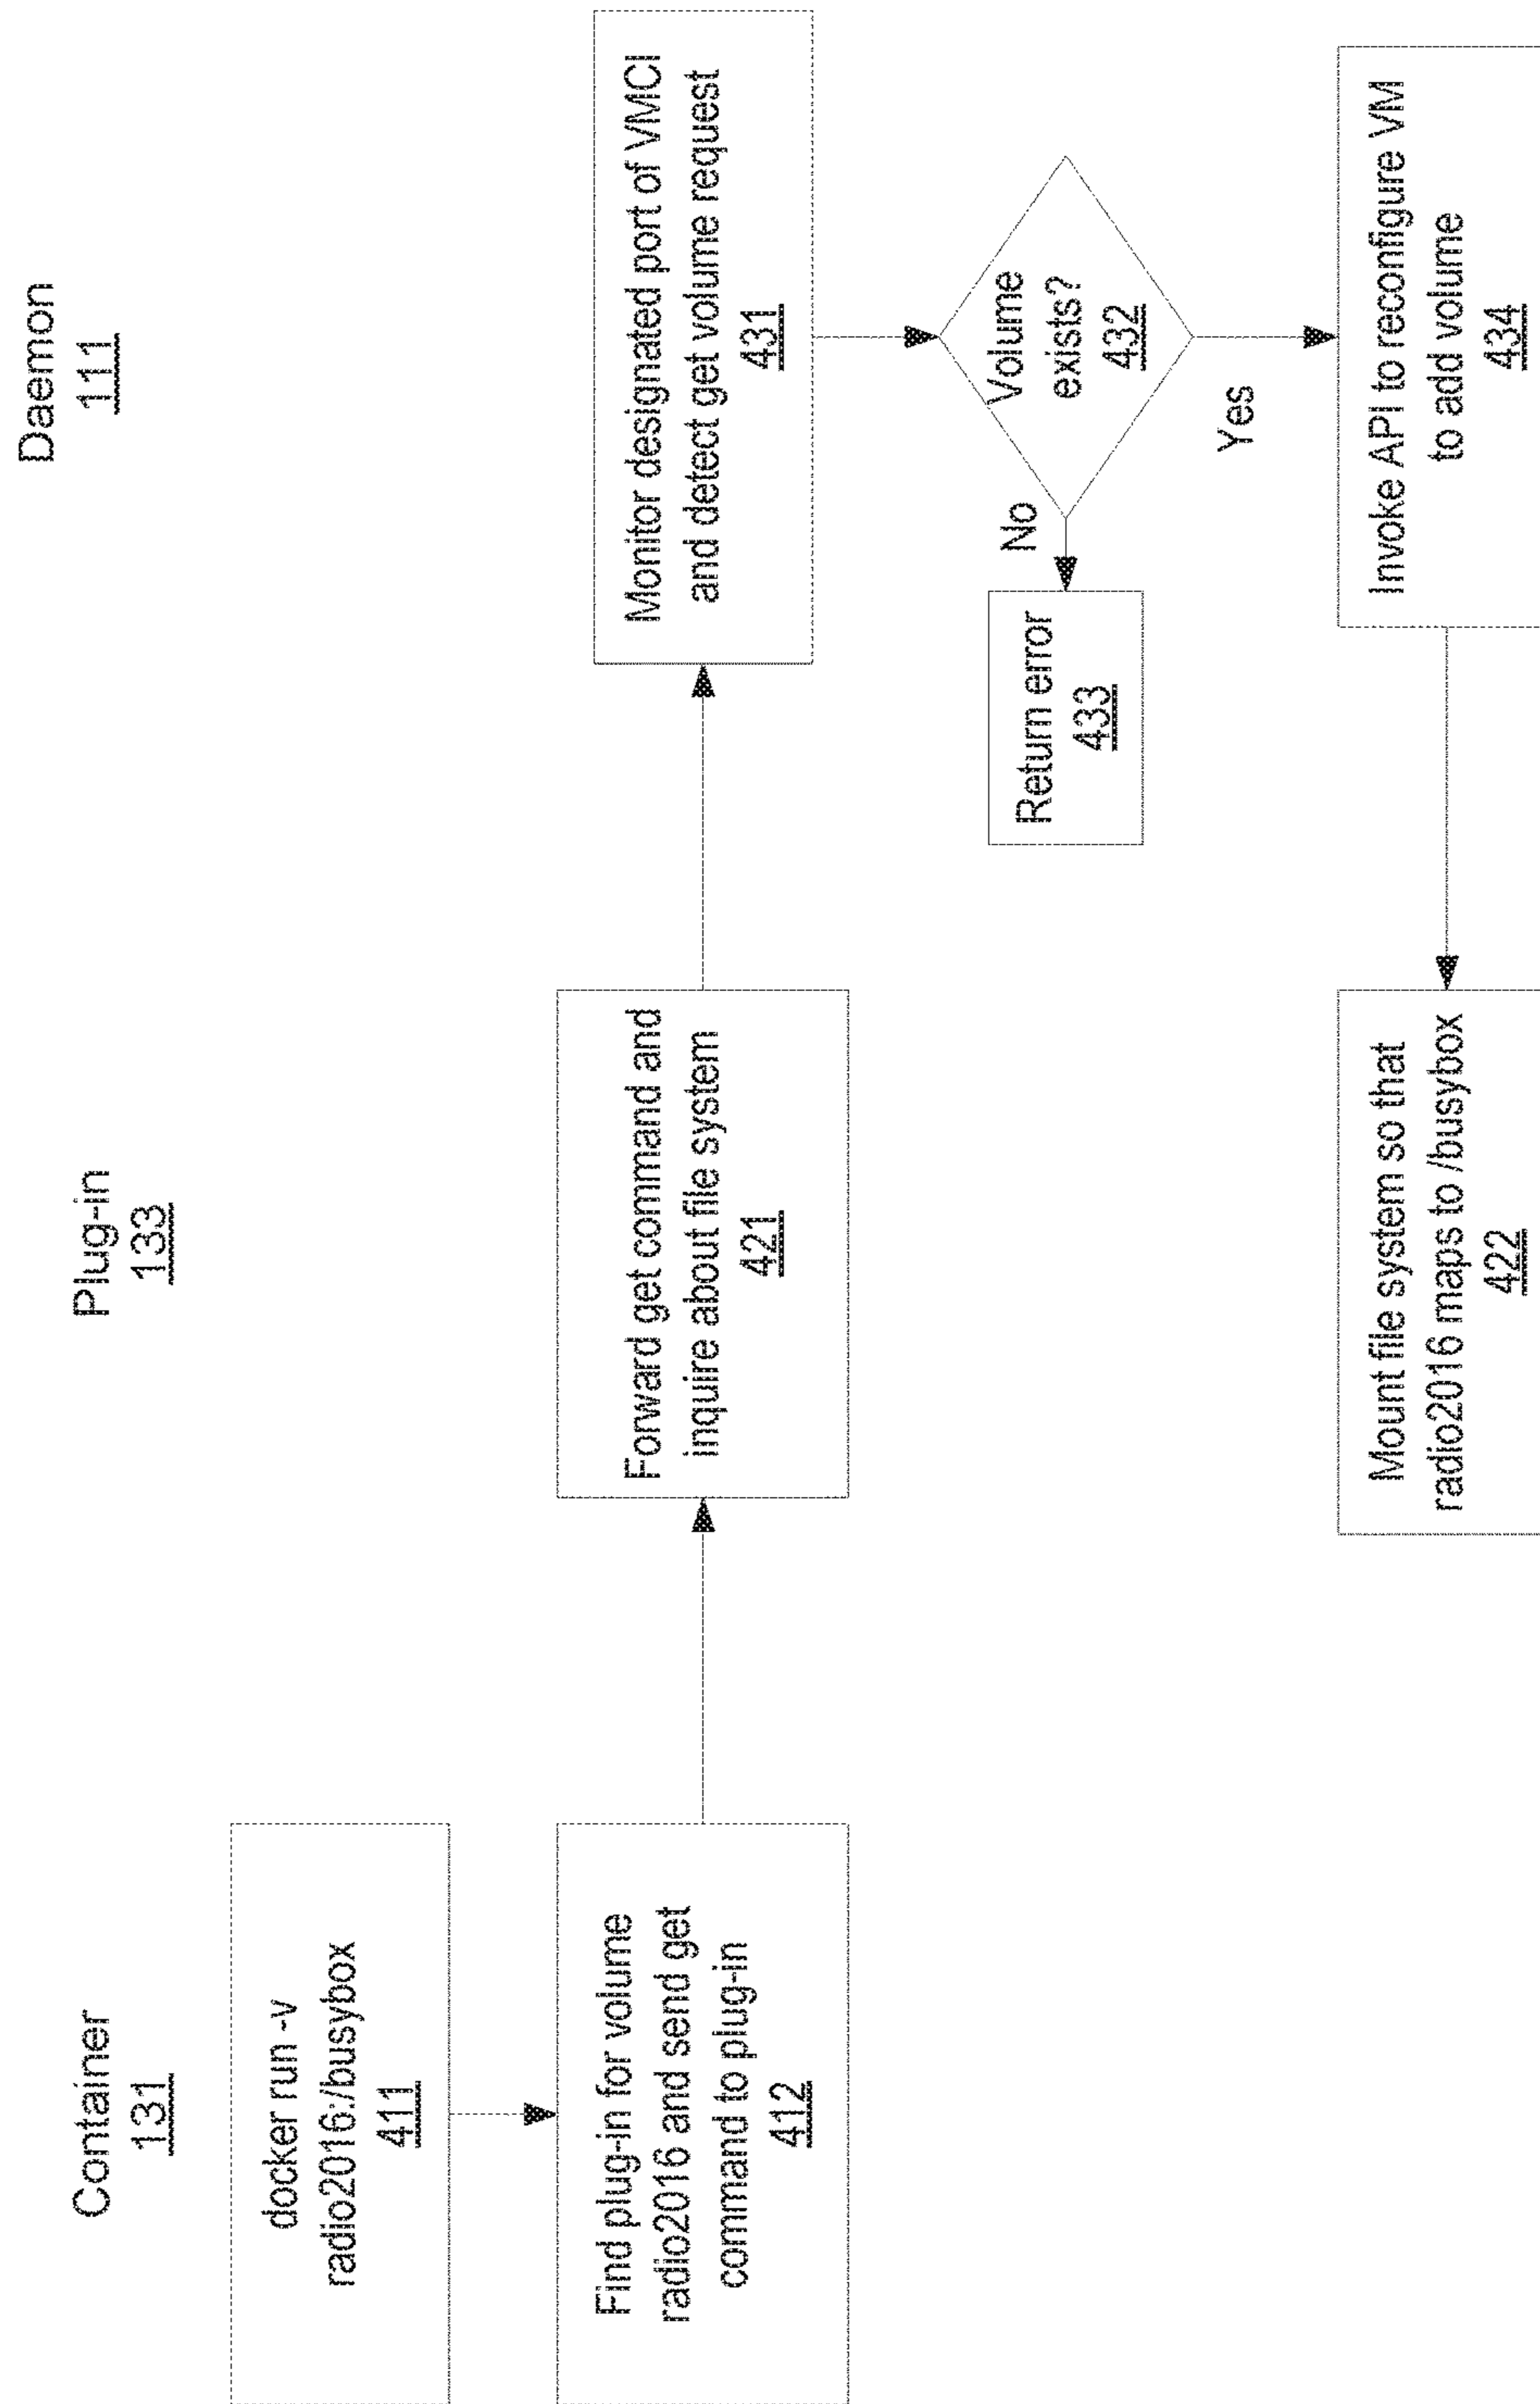 Container
131
Plug-in
133
Daemon
111
docker run -v
radio2016:/busybox
411
Find plug-in for volume
radio2016 and send get
command to plug-in
412
Forward get command and
inquire about file system
421
Monitor designated port of VMCI
and detect get volume request
431
Volume
exists?
432
No
Return error
433
Yes
Invoke API to reconfigure VM
to add volume
434
Mount file system so that
radio2016 maps to /busybox
422